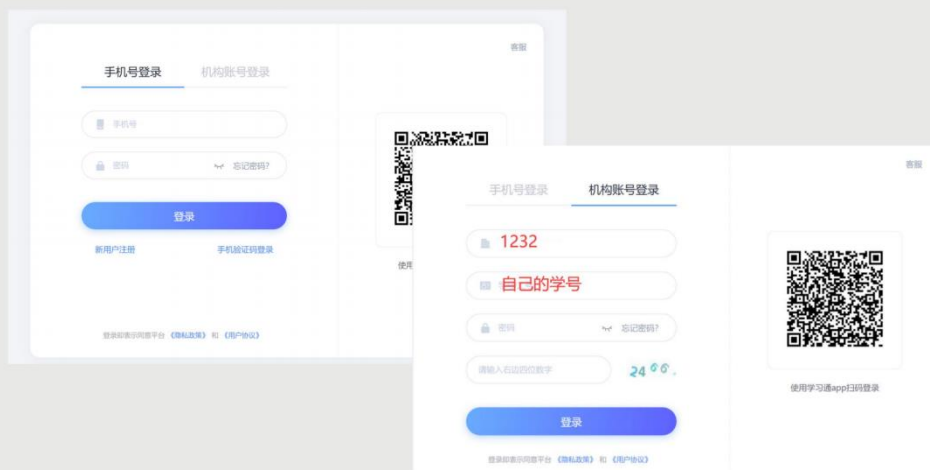 客服
手机号登录 机构账号登录
手机号
密码 忘记密码?
登录
新用户注册 手机验证码登录
使用
登录即表示同意平台 《隐私政策》 和 《用户协议》
客服
手机号登录 机构账号登录
1232
自己的学号
密码 忘记密码?
请输入右边的四位数字
登录
登录即表示同意平台 《隐私政策》 和 《用户协议》
使用学习通app扫码登录